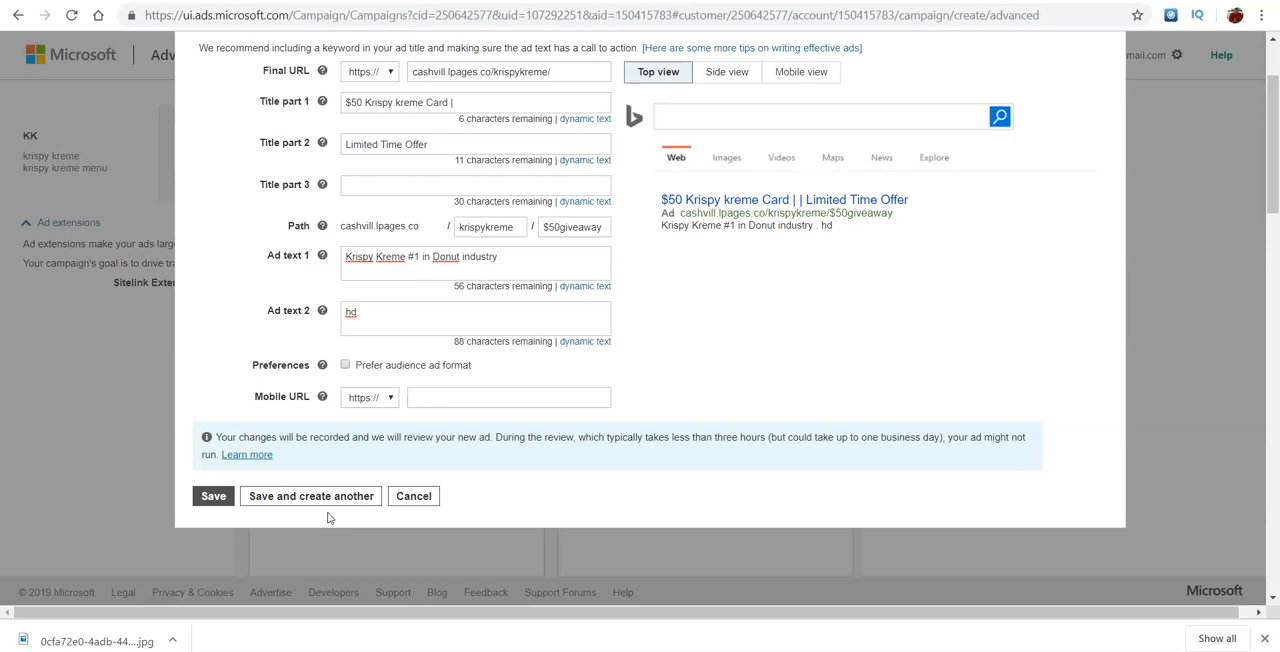 https://ui.ads.microsoft.com/Campaign/Campaigns?cid=250642577&uid=107292251&aid=150415783#customer/250642577/account/150415783/campaign/create/advanced
IQ
We recommend including a keyword in your ad title and making sure the ad text has a call to action. [Here are some more tips on writing effective ads]
Microsoft | Adv
mail.com Help
Final URL https:// cashvill.lpages.co/krispykreme/
Top view Side view Mobile view
Title part 1 $50 Krispy kreme Card |
6 characters remaining | dynamic text
KK
Title part 2 Limited Time Offer
krispy kreme
krispy kreme menu
11 characters remaining | dynamic text
Web Images Videos Maps News Explore
Title part 3
30 characters remaining | dynamic text
$50 Krispy kreme Card | | Limited Time Offer
Ad cashvill.lpages.co/krispykreme/$50giveaway
Krispy Kreme #1 in Donut industry . hd
Ad extensions
Path cashvill.lpages.co / krispykreme / $50giveaway
Ad extensions make your ads larg
Ad text 1 Krispy Kreme #1 in Donut industry
Your campaign's goal is to drive tra
Sitelink Exter
56 characters remaining | dynamic text
Ad text 2 hd
88 characters remaining | dynamic text
Preferences Prefer audience ad format
Mobile URL https://
Your changes will be recorded and we will review your new ad. During the review, which typically takes less than three hours (but could take up to one business day), your ad might not
run. Learn more
Save Save and create another Cancel
© 2019 Microsoft Legal Privacy & Cookies Advertise Developers Support Blog Feedback Support Forums Help Microsoft
0cfa72e0-4adb-44....jpg Show all